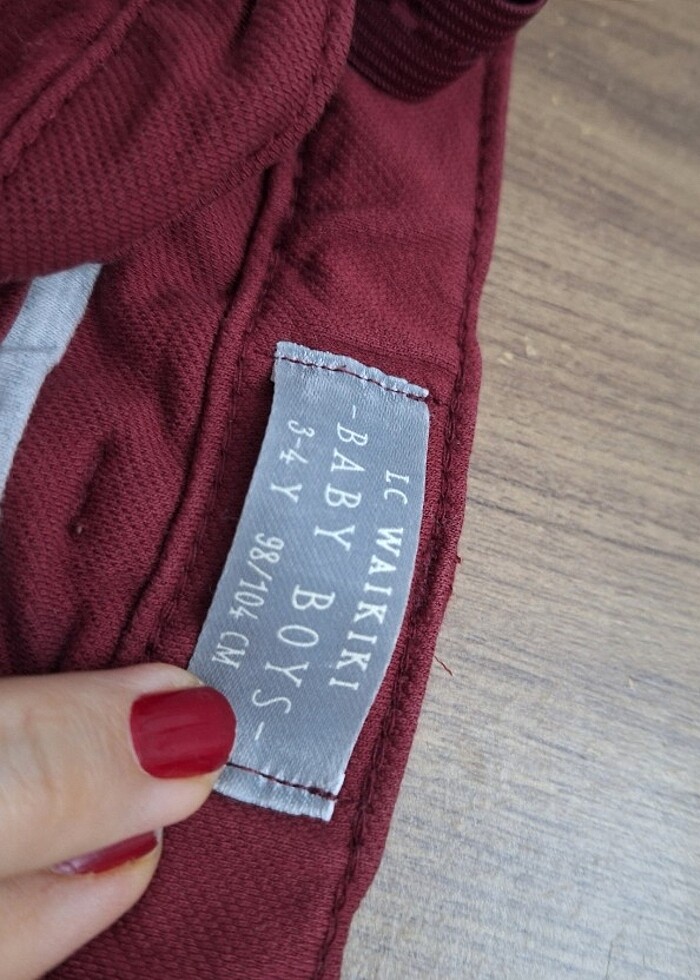 LC WAIKIKI
-BABY BOYS-
3-4 Y 98/104 CM